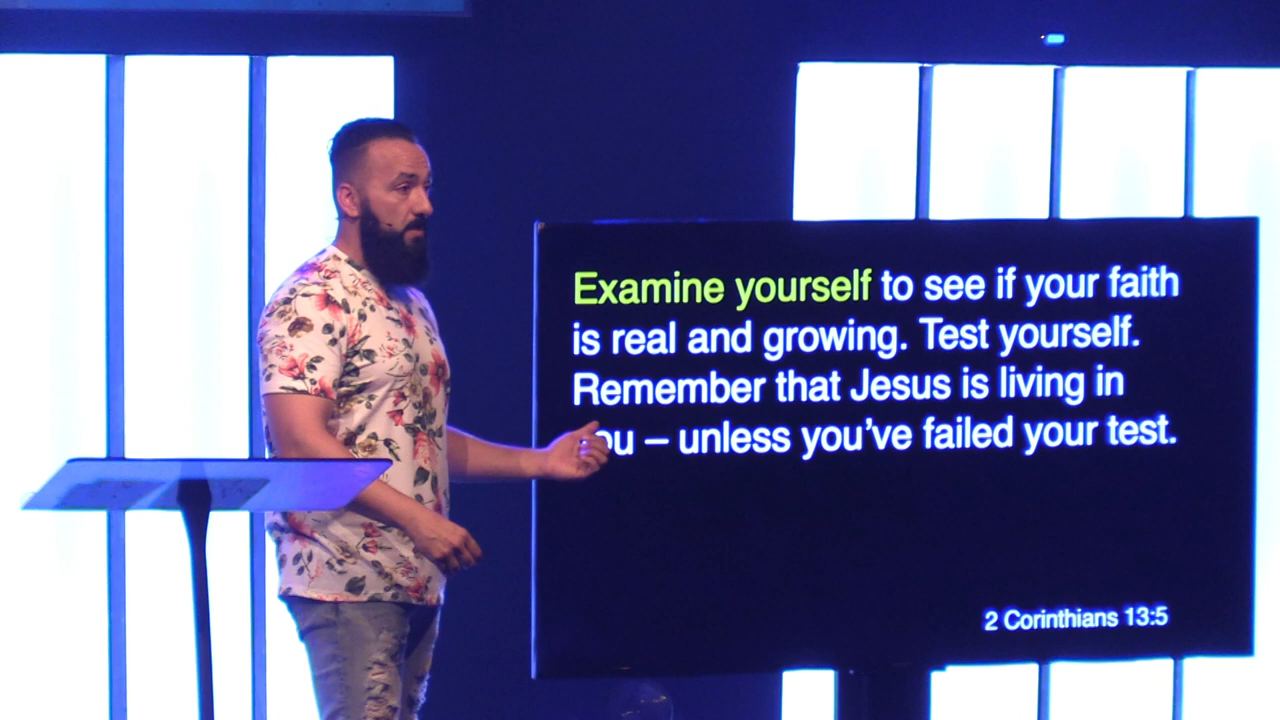 Examine yourself to see if your faith
is real and growing. Test yourself.
Remember that Jesus is living in
you – unless you've failed your test.
2 Corinthians 13:5